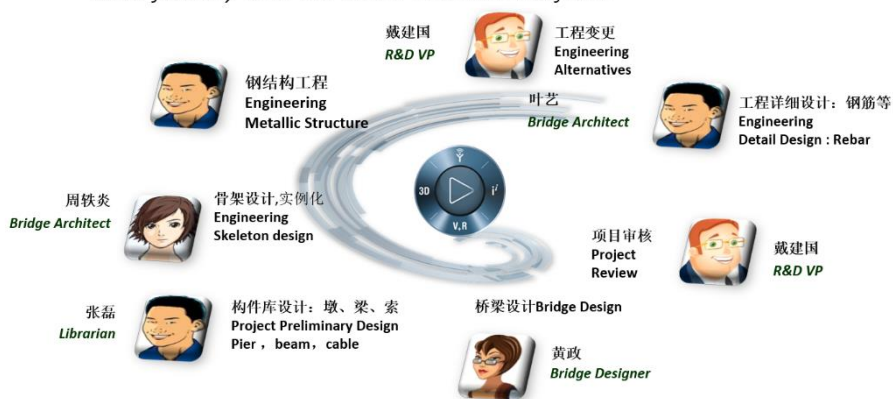 戴建国
R&D VP
工程变更
Engineering
Alternatives
钢结构工程
Engineering
Metallic Structure
叶艺
Bridge Architect
工程详细设计：钢筋等
Engineering
Detail Design : Rebar
3D
i²
V,R
周轶炎
Bridge Architect
骨架设计,实例化
Engineering
Skeleton design
项目审核
Project
Review
戴建国
R&D VP
张磊
Librarian
构件库设计：墩、梁、索
Project Preliminary Design
Pier ，beam，cable
桥梁设计Bridge Design
黄政
Bridge Designer